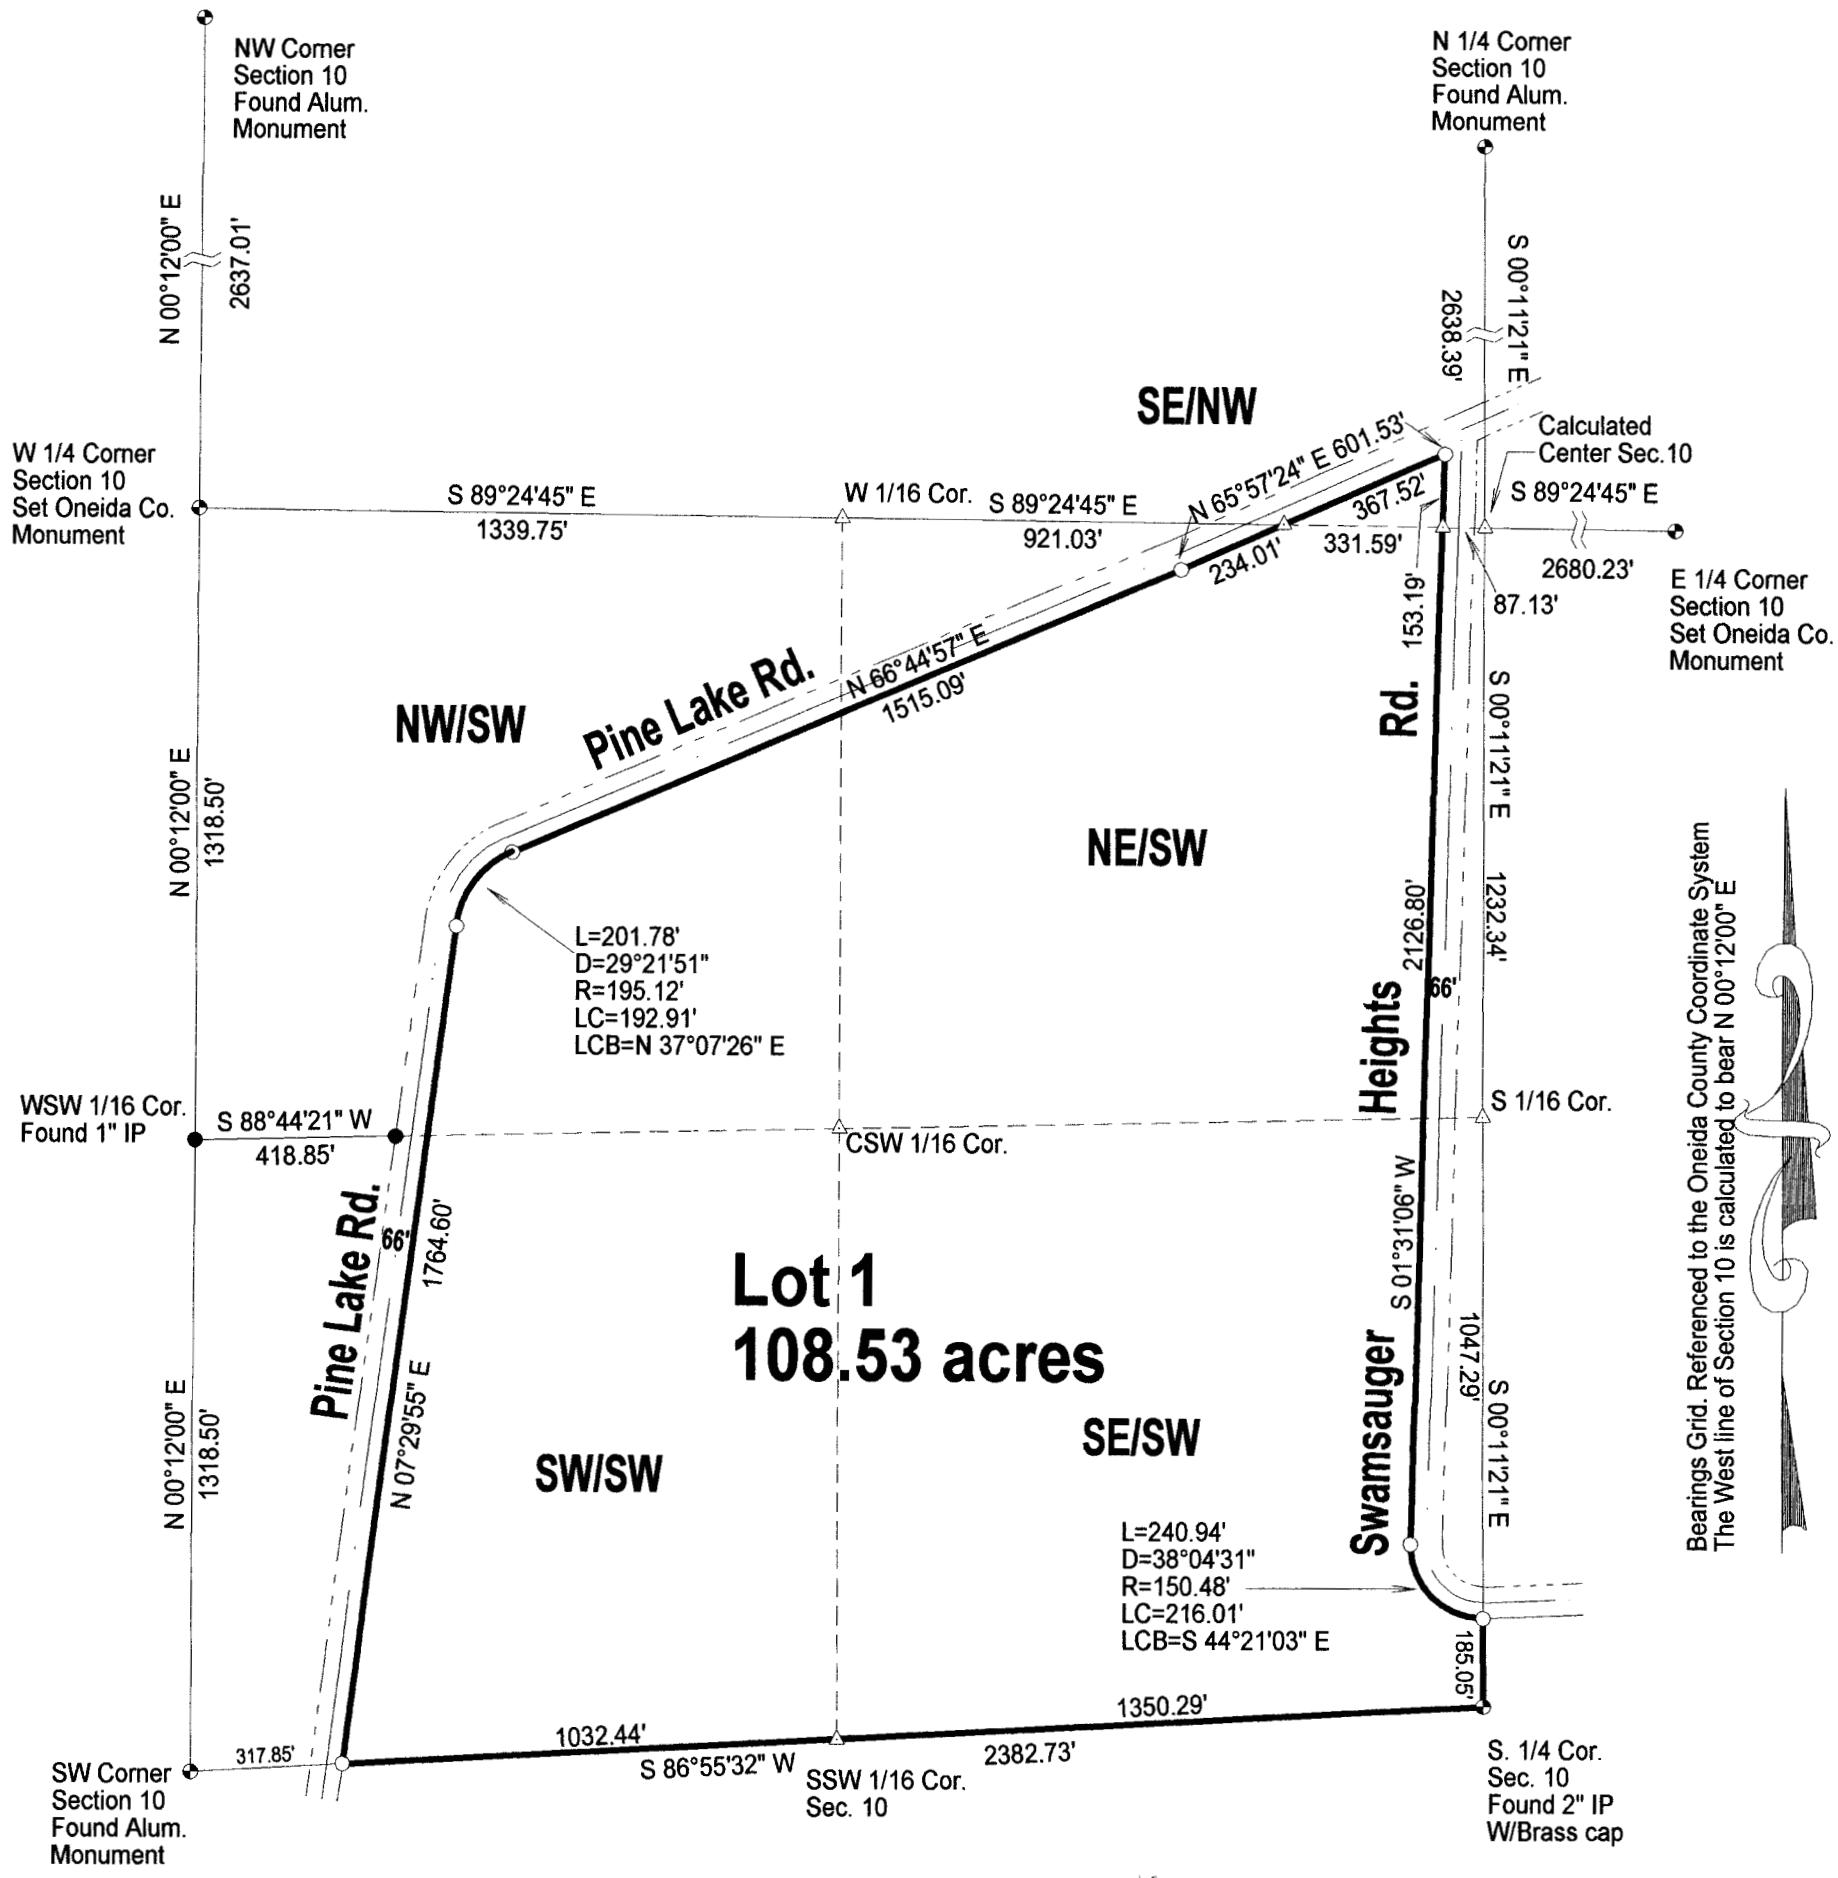 NW Corner
Section 10
Found Alum.
Monument
N 1/4 Corner
Section 10
Found Alum.
Monument
N 00°12'00" E
2637.01'
S 00°11'21" E
2638.39'
SE/NW
W 1/4 Corner
Section 10
Set Oneida Co.
Monument
S 89°24'45" E
1339.75'
W 1/16 Cor.
S 89°24'45" E
921.03'
N 65°57'24" E 601.53'
367.52'
234.01'
331.59'
153.19'
Calculated
Center Sec.10
S 89°24'45" E
2680.23'
87.13'
E 1/4 Corner
Section 10
Set Oneida Co.
Monument
NW/SW
Pine Lake Rd.
N 66°44'57" E
1515.09'
NE/SW
N 00°12'00" E
1318.50'
L=201.78'
D=29°21'51"
R=195.12'
LC=192.91'
LCB=N 37°07'26" E
Swamsauger Heights Rd.
2126.80'
66'
S 01°31'06" W
S 00°11'21" E
1232.34'
WSW 1/16 Cor.
Found 1" IP
S 88°44'21" W
418.85'
CSW 1/16 Cor.
S 1/16 Cor.
Pine Lake Rd.
66'
1764.60'
N 07°29'55" E
Lot 1
108.53 acres
N 00°12'00" E
1318.50'
SW/SW
SE/SW
1047.29'
S 00°11'21" E
L=240.94'
D=38°04'31"
R=150.48'
LC=216.01'
LCB=S 44°21'03" E
185.05'
317.85'
1032.44'
1350.29'
S 86°55'32" W
2382.73'
SW Corner
Section 10
Found Alum.
Monument
SSW 1/16 Cor.
Sec. 10
S. 1/4 Cor.
Sec. 10
Found 2" IP
W/Brass cap
Bearings Grid. Referenced to the Oneida County Coordinate System
The West line of Section 10 is calculated to bear N 00°12'00" E